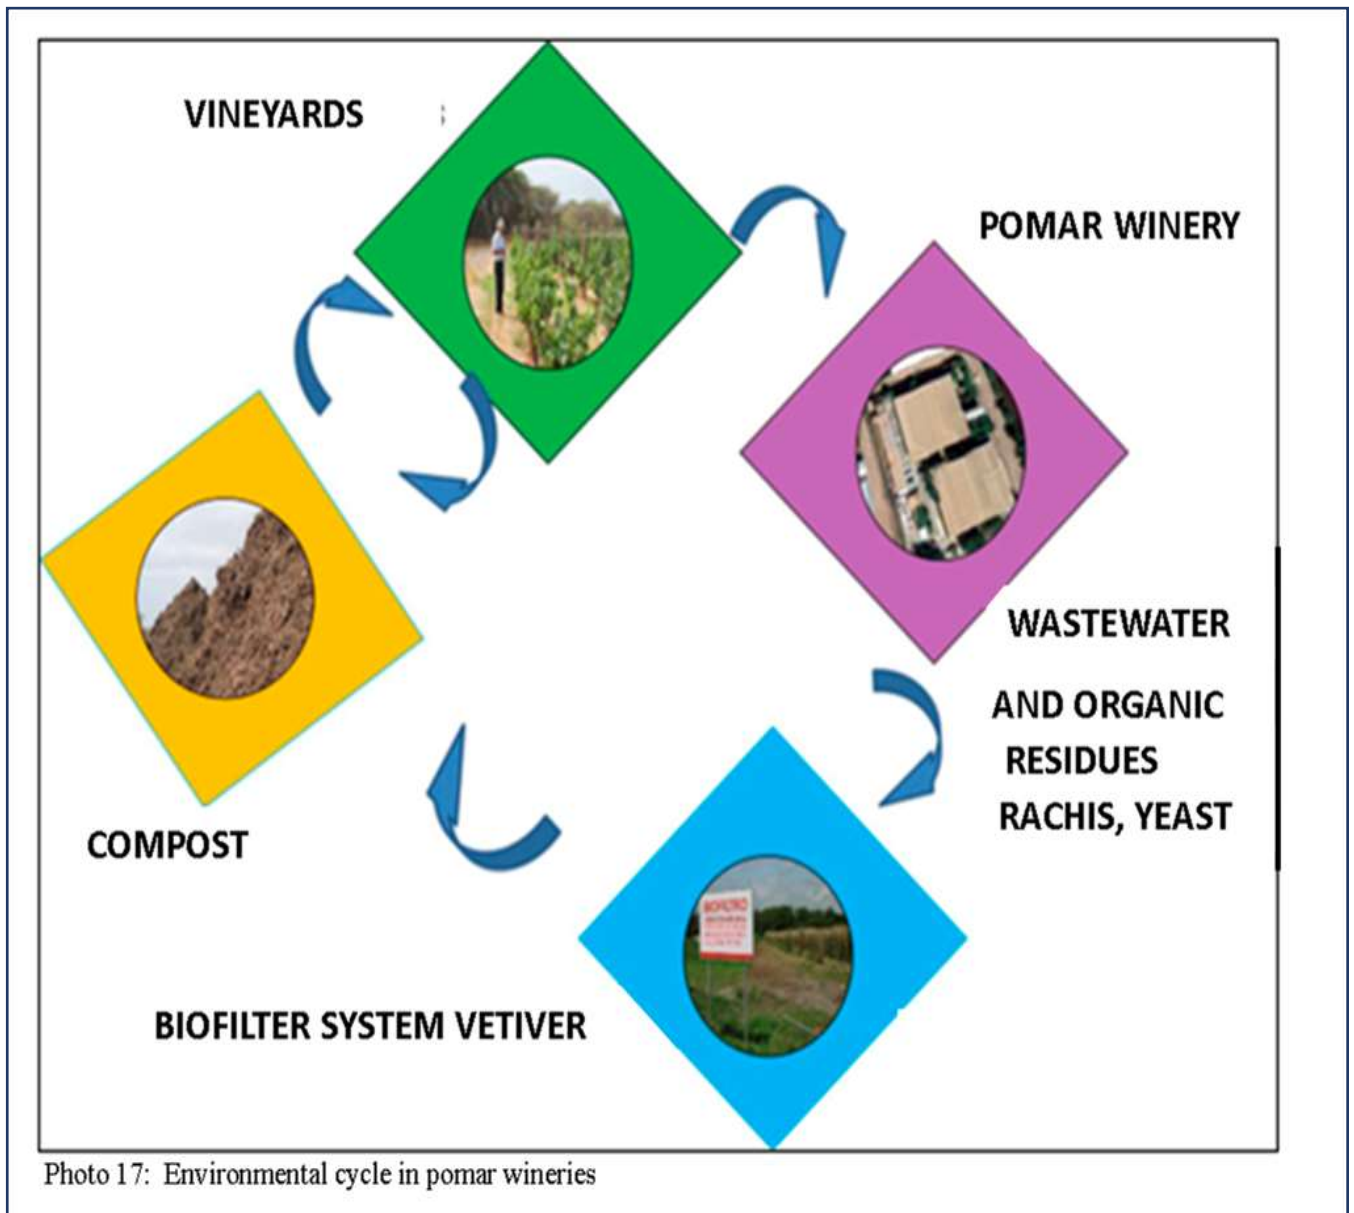 VINEYARDS
POMAR WINERY
WASTEWATER
AND ORGANIC
RESIDUES
RACHIS, YEAST
COMPOST
BIOFILTRO
BIOFILTER SYSTEM VETIVER
Photo 17: Environmental cycle in pomar wineries